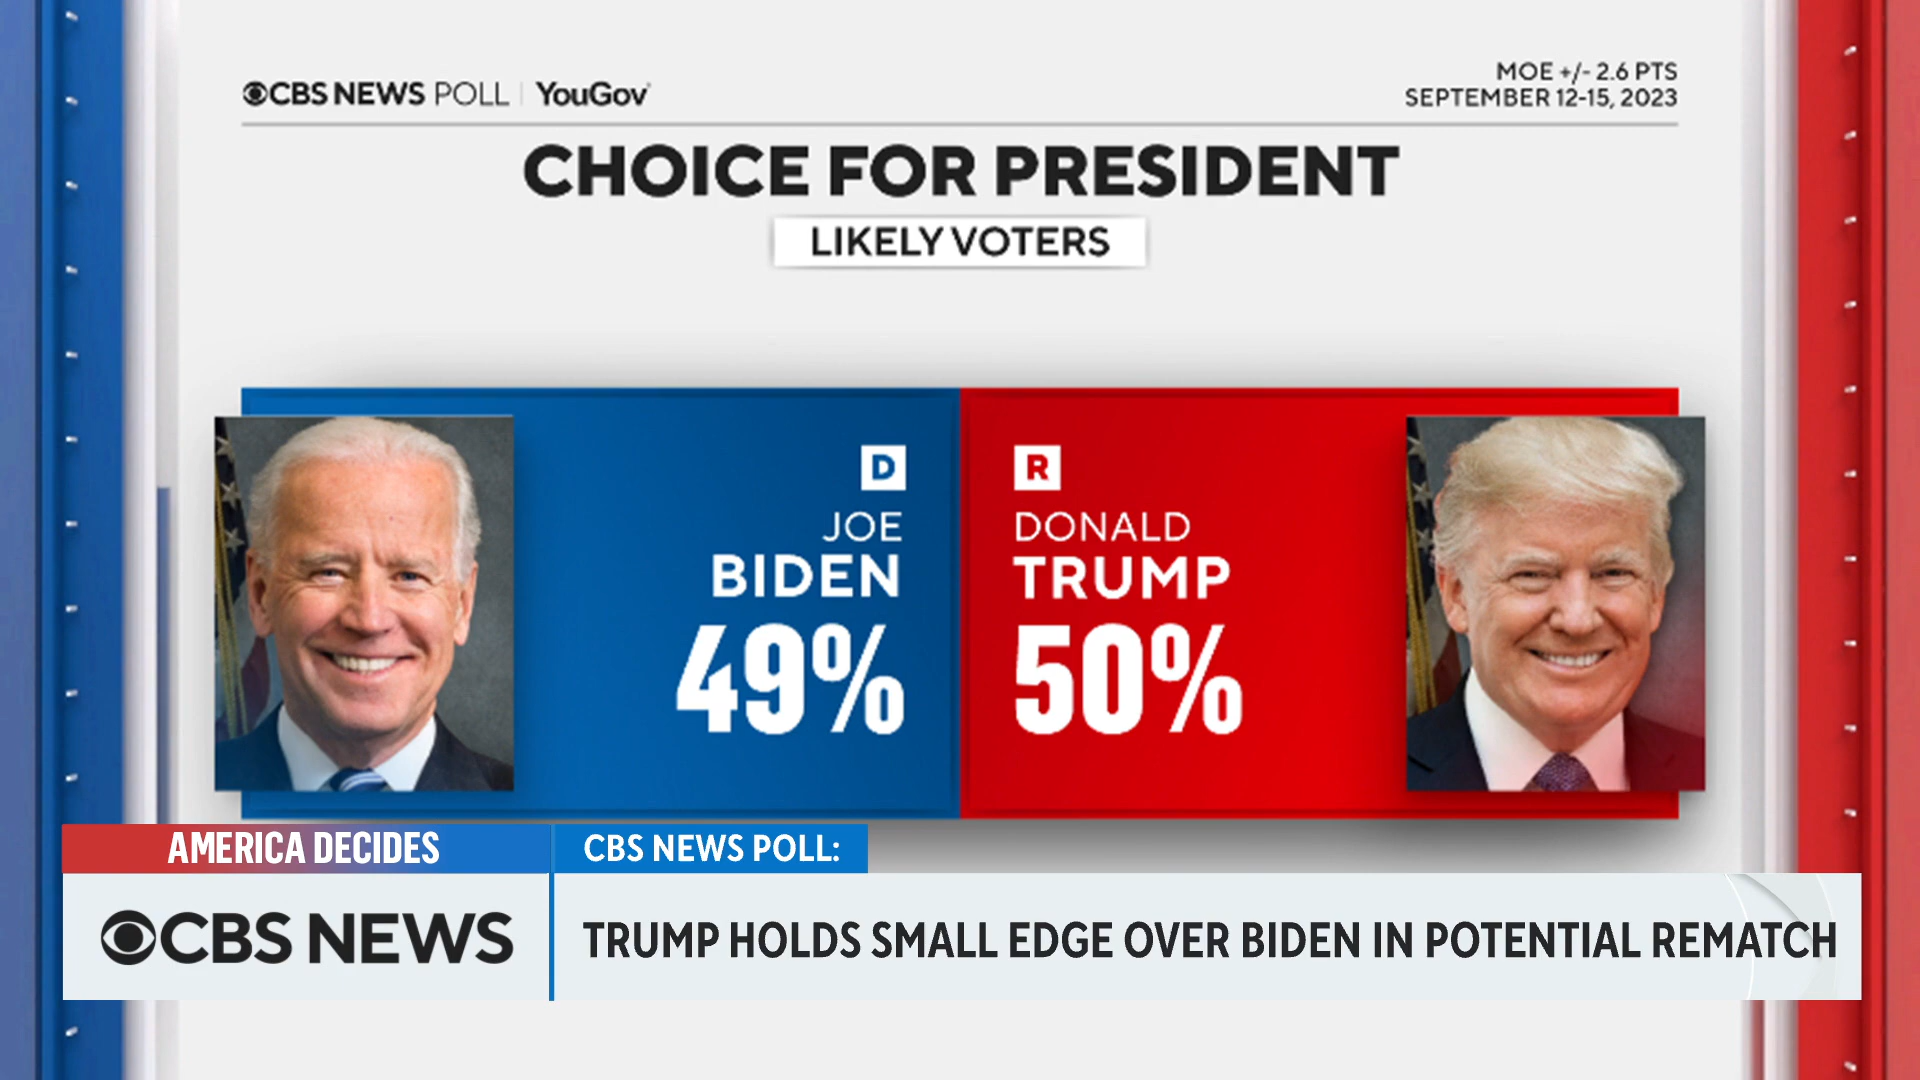 CBS NEWS POLL | YouGov
MOE +/- 2.6 PTS
SEPTEMBER 12-15, 2023
CHOICE FOR PRESIDENT
LIKELY VOTERS
D
JOE
BIDEN
49%
R
DONALD
TRUMP
50%
AMERICA DECIDES
CBS NEWS
CBS NEWS POLL:
TRUMP HOLDS SMALL EDGE OVER BIDEN IN POTENTIAL REMATCH